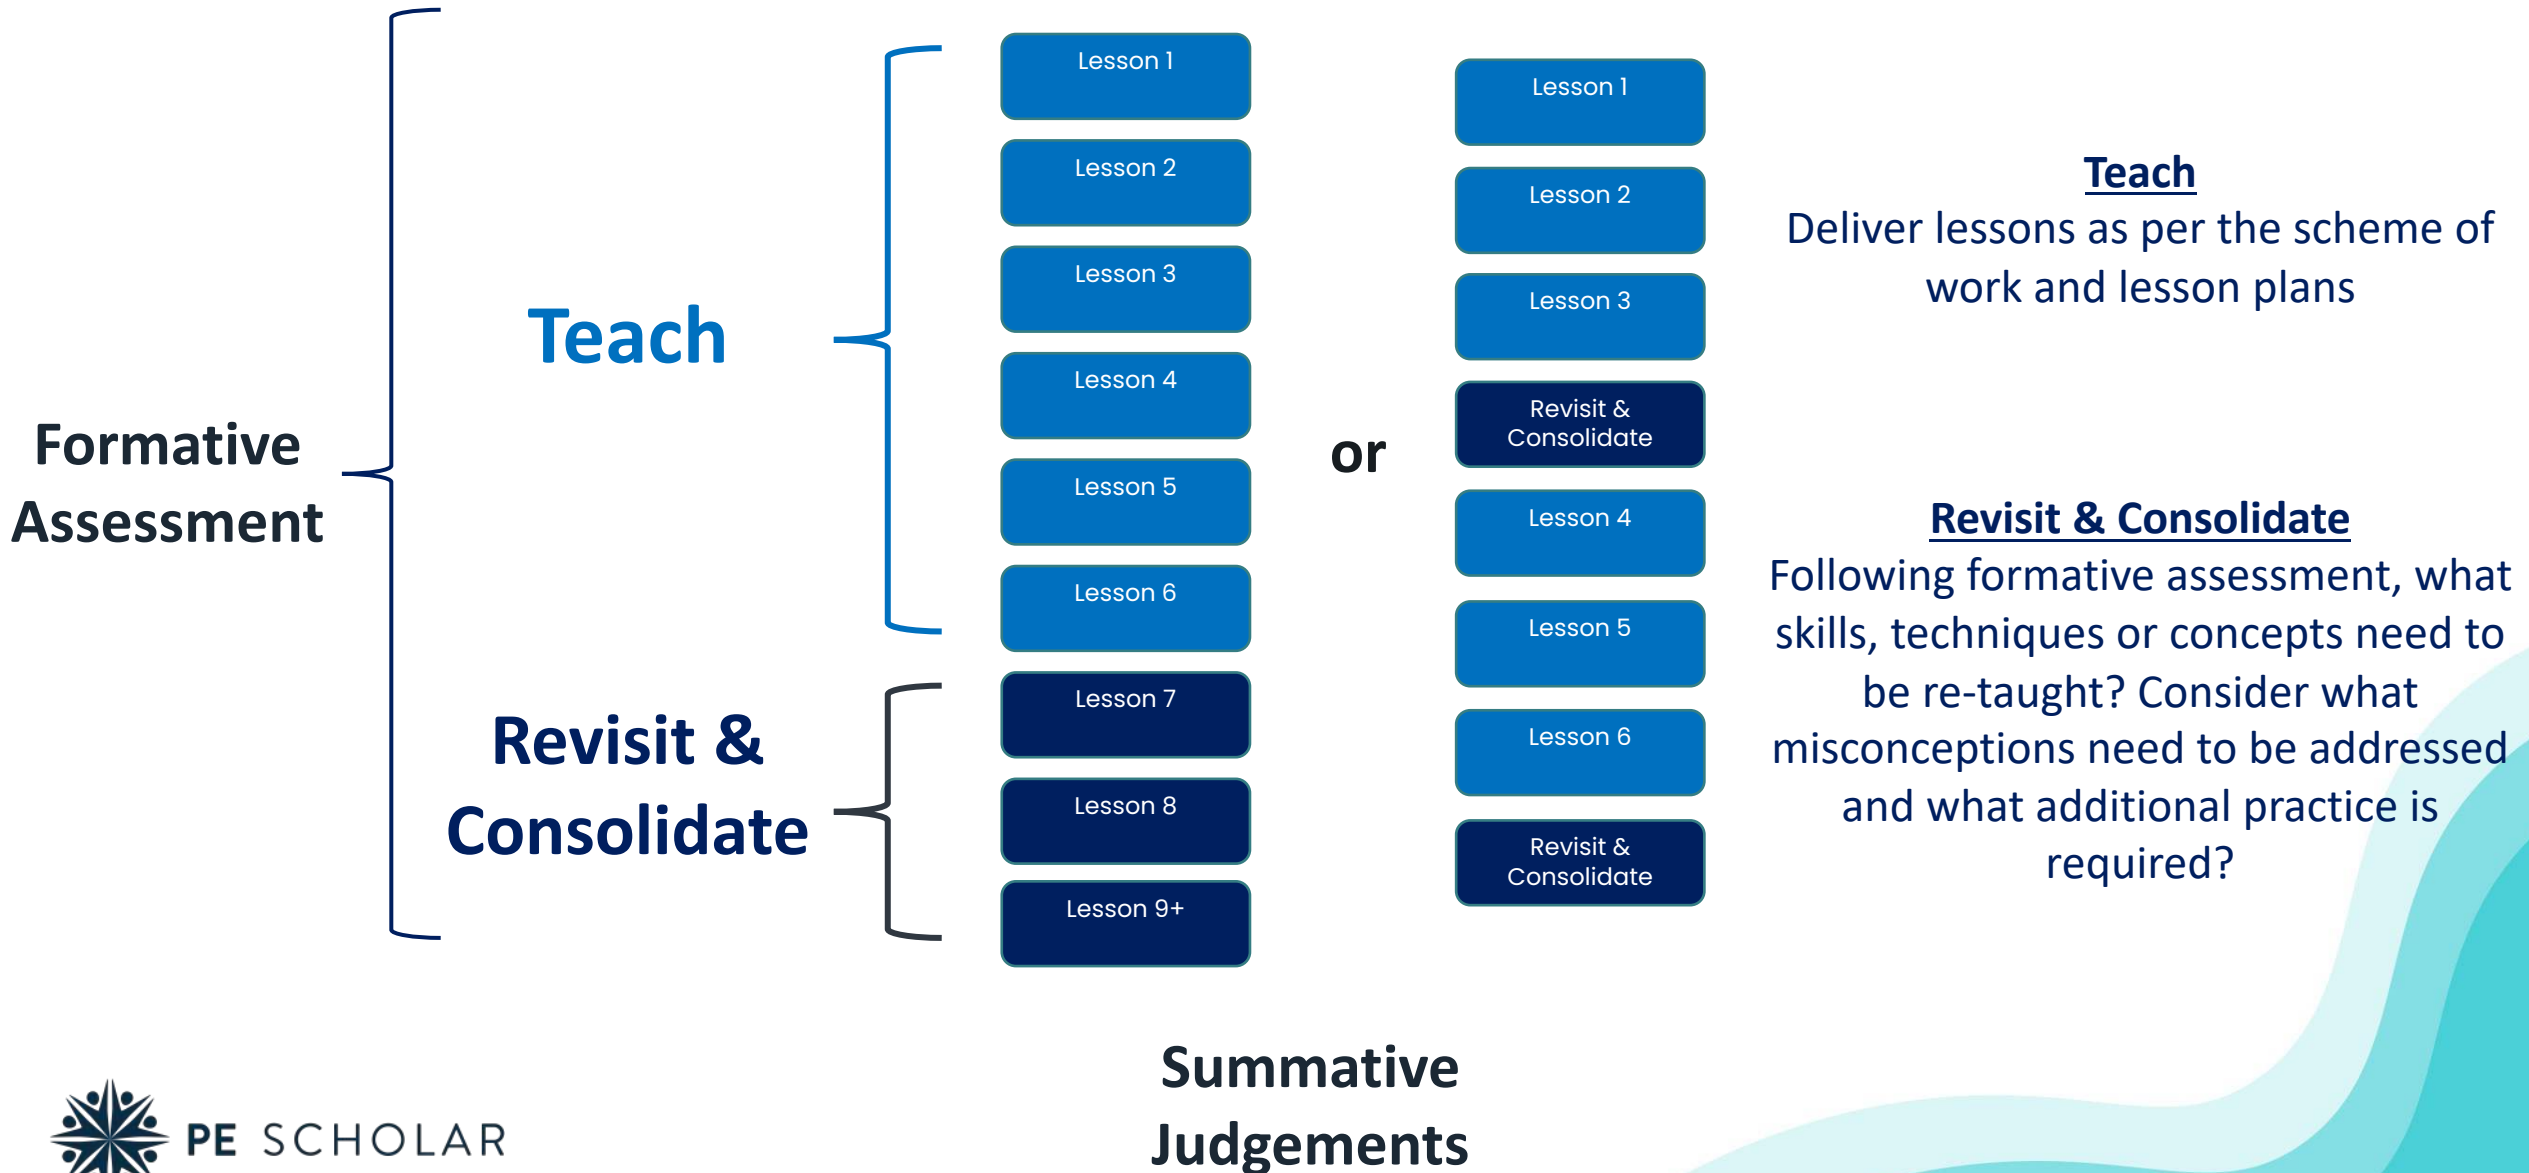 Formative
Assessment
Teach
Revisit &
Consolidate
Lesson 1
Lesson 2
Lesson 3
Lesson 4
Lesson 5
Lesson 6
Lesson 7
Lesson 8
Lesson 9+
or
Lesson 1
Lesson 2
Lesson 3
Revisit &
Consolidate
Lesson 4
Lesson 5
Lesson 6
Revisit &
Consolidate
Teach
Deliver lessons as per the scheme of
work and lesson plans
Revisit & Consolidate
Following formative assessment, what
skills, techniques or concepts need to
be re-taught? Consider what
misconceptions need to be addressed
and what additional practice is
required?
Summative
Judgements
PE SCHOLAR